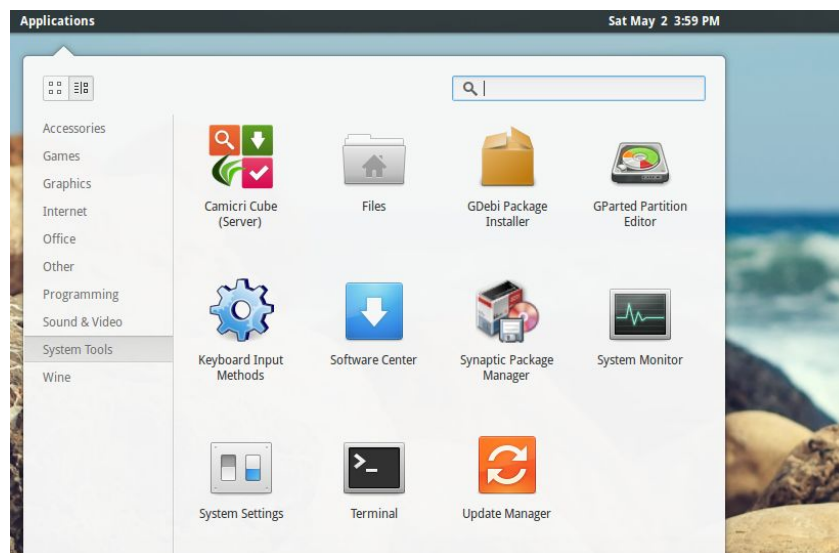 Applications
Sat May 2 3:59 PM
Accessories
Games
Graphics
Internet
Office
Other
Programming
Sound & Video
System Tools
Wine
Camicri Cube
(Server)
Files
GDebi Package
Installer
GParted Partition
Editor
Keyboard Input
Methods
Software Center
Synaptic Package
Manager
System Monitor
System Settings
Terminal
Update Manager